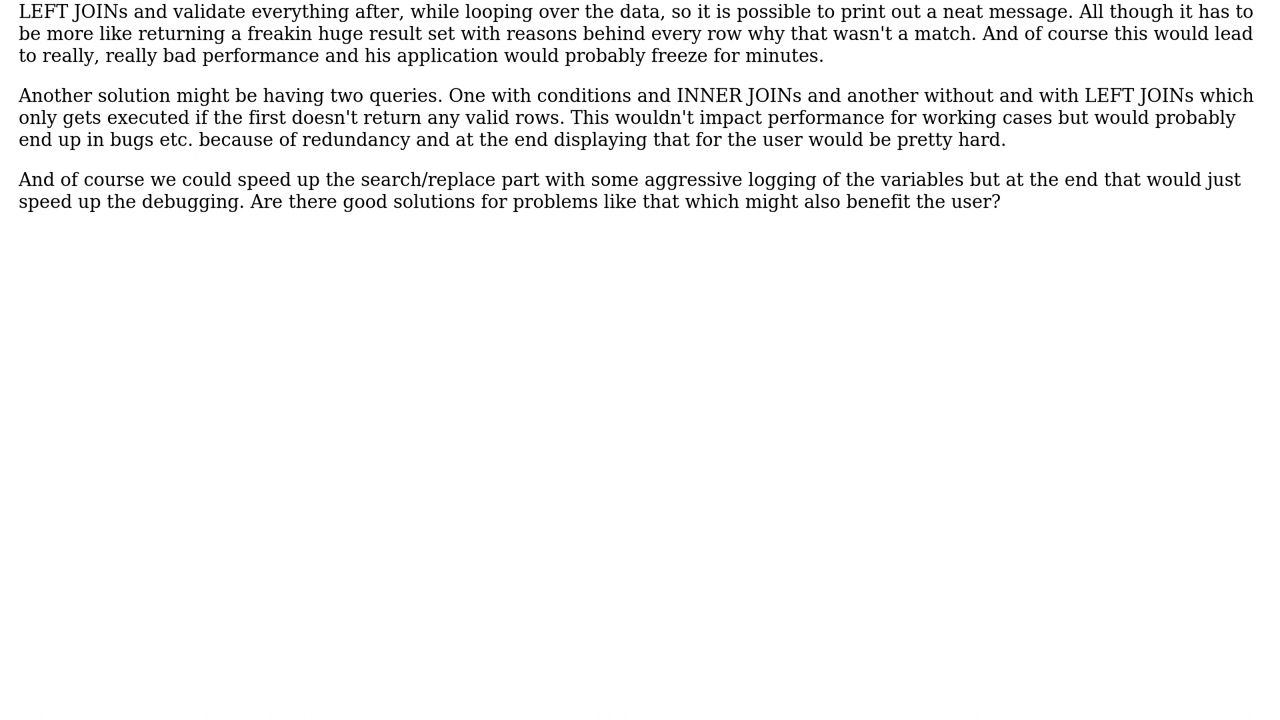 LEFT JOINs and validate everything after, while looping over the data, so it is possible to print out a neat message. All though it has to
be more like returning a freakin huge result set with reasons behind every row why that wasn't a match. And of course this would lead
to really, really bad performance and his application would probably freeze for minutes.
Another solution might be having two queries. One with conditions and INNER JOINs and another without and with LEFT JOINs which
only gets executed if the first doesn't return any valid rows. This wouldn't impact performance for working cases but would probably
end up in bugs etc. because of redundancy and at the end displaying that for the user would be pretty hard.
And of course we could speed up the search/replace part with some aggressive logging of the variables but at the end that would just
speed up the debugging. Are there good solutions for problems like that which might also benefit the user?